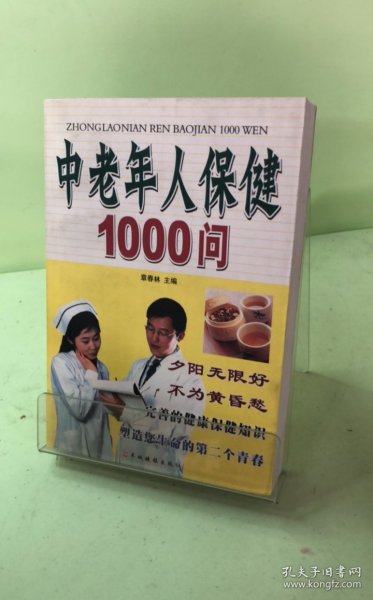 ZHONGLAONIAN REN BAOJIAN 1000 WEN
中老年人保健
1000问
章春林 主编
夕阳无限好
不为黄昏愁
完善的健康保健知识
塑造您生命的第二个青春
孔夫子旧书网
www.kongfz.com